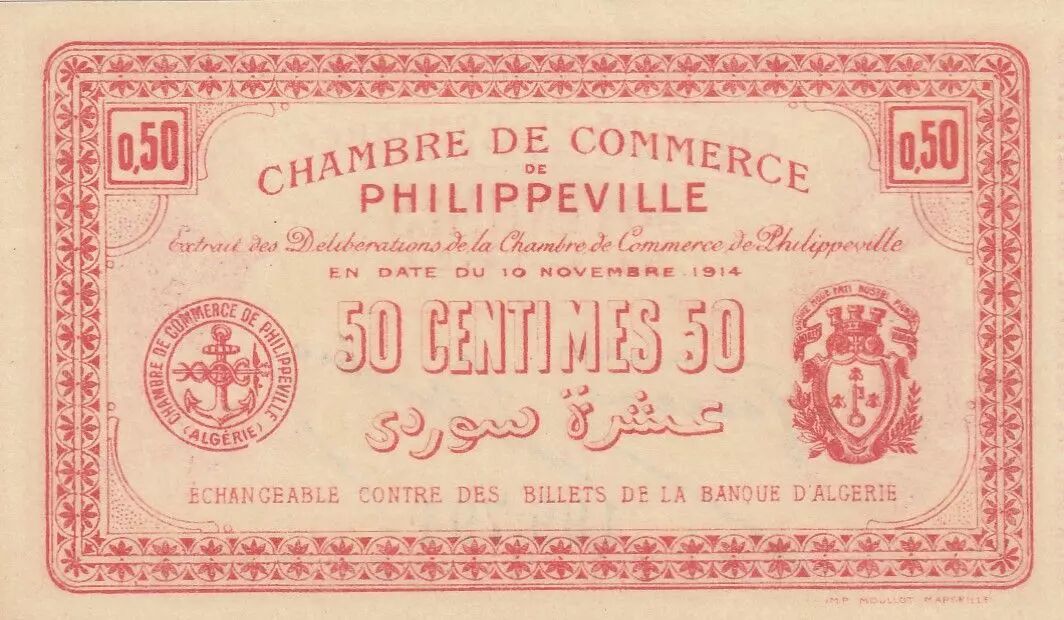 0,50
0,50
CHAMBRE DE COMMERCE
DE
PHILIPPEVILLE
Extrait des Délibérations de la Chambre de Commerce de Philippeville
EN DATE DU 10 NOVEMBRE 1914
50 CENTIMES 50
عشرة سوردي
CHAMBRE DE COMMERCE DE PHILIPPEVILLE
(ALGÉRIE)
ÉCHANGEABLE CONTRE DES BILLETS DE LA BANQUE D'ALGERIE
IMP. MOULLOT MARSEILLE